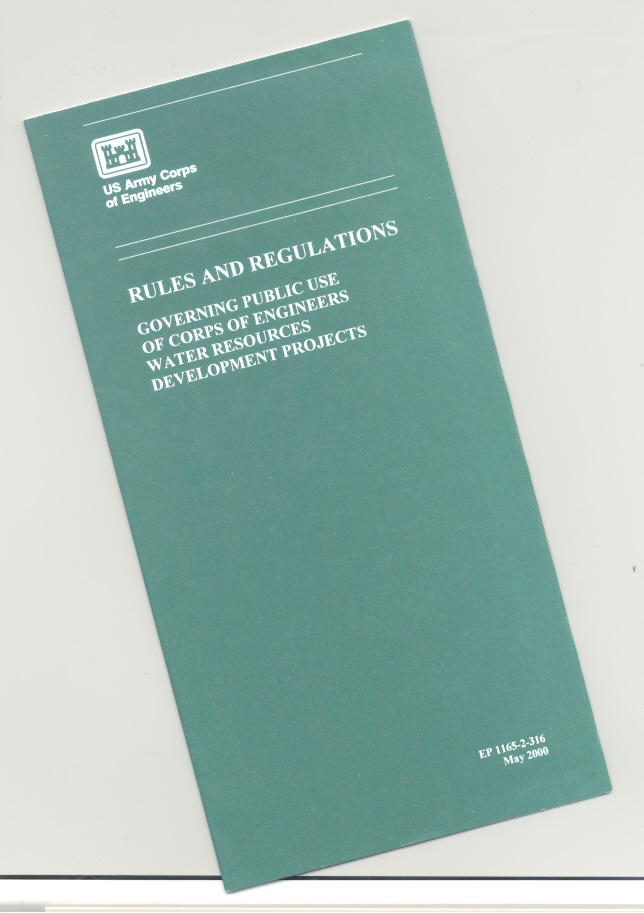 US Army Corps
of Engineers
RULES AND REGULATIONS
GOVERNING PUBLIC USE
OF CORPS OF ENGINEERS
WATER RESOURCES
DEVELOPMENT PROJECTS
EP 1165-2-316
May 2000